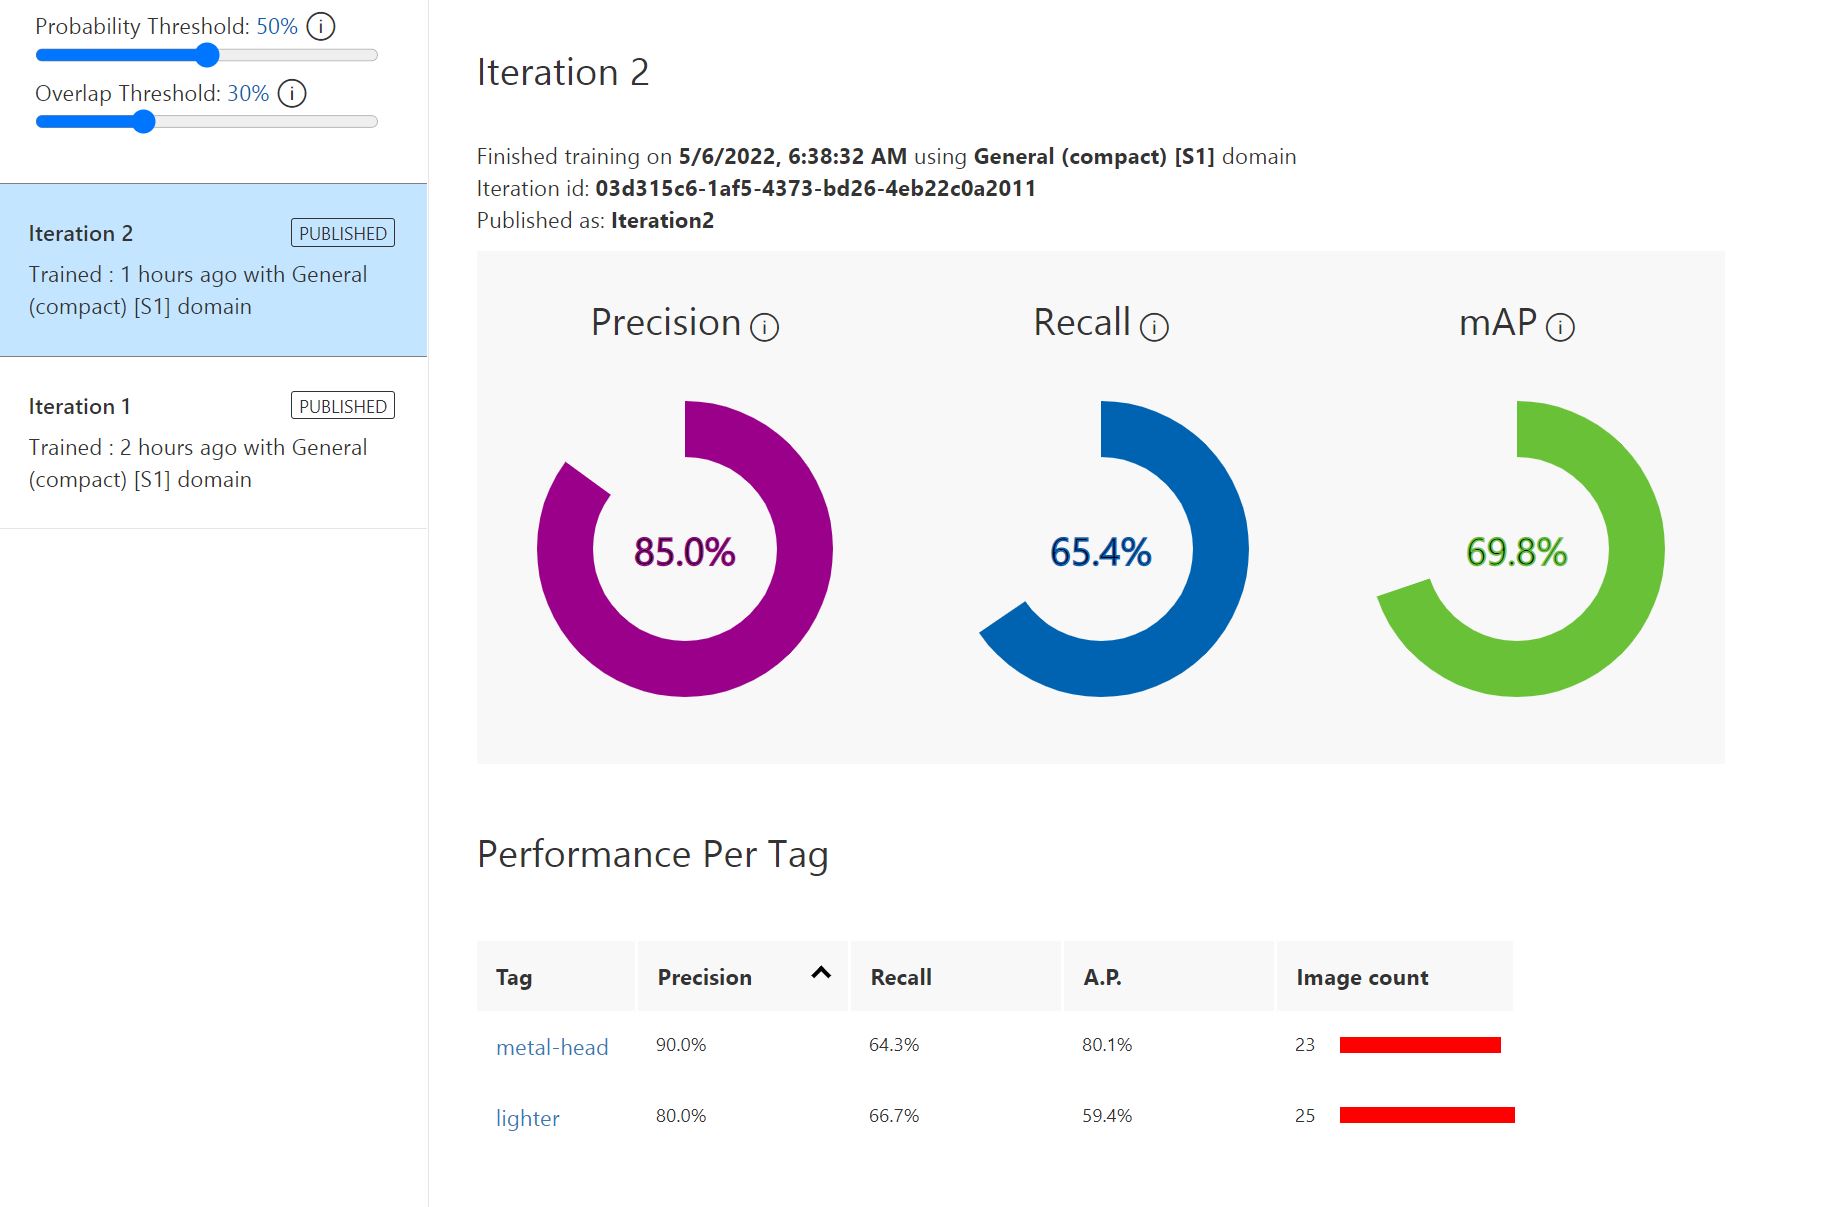 Probability Threshold: 50% i
Overlap Threshold: 30% i
Iteration 2 PUBLISHED
Trained : 1 hours ago with General
(compact) [S1] domain
Iteration 1 PUBLISHED
Trained : 2 hours ago with General
(compact) [S1] domain
Iteration 2
Finished training on 5/6/2022, 6:38:32 AM using General (compact) [S1] domain
Iteration id: 03d315c6-1af5-4373-bd26-4eb22c0a2011
Published as: Iteration2
Precision i Recall i mAP i
85.0% 65.4% 69.8%
Performance Per Tag
Tag Precision Recall A.P. Image count
metal-head 90.0% 64.3% 80.1% 23
lighter 80.0% 66.7% 59.4% 25